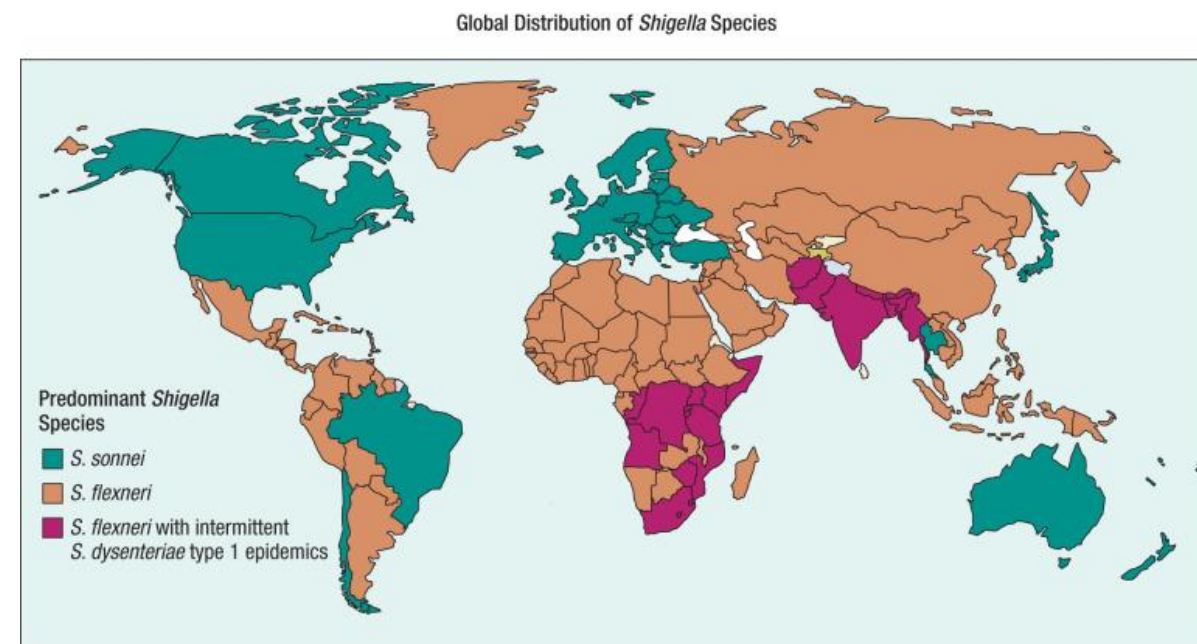 Global Distribution of Shigella Species
Predominant Shigella
Species
S. sonnei
S. flexneri
S. flexneri with intermittent
S. dysenteriae type 1 epidemics